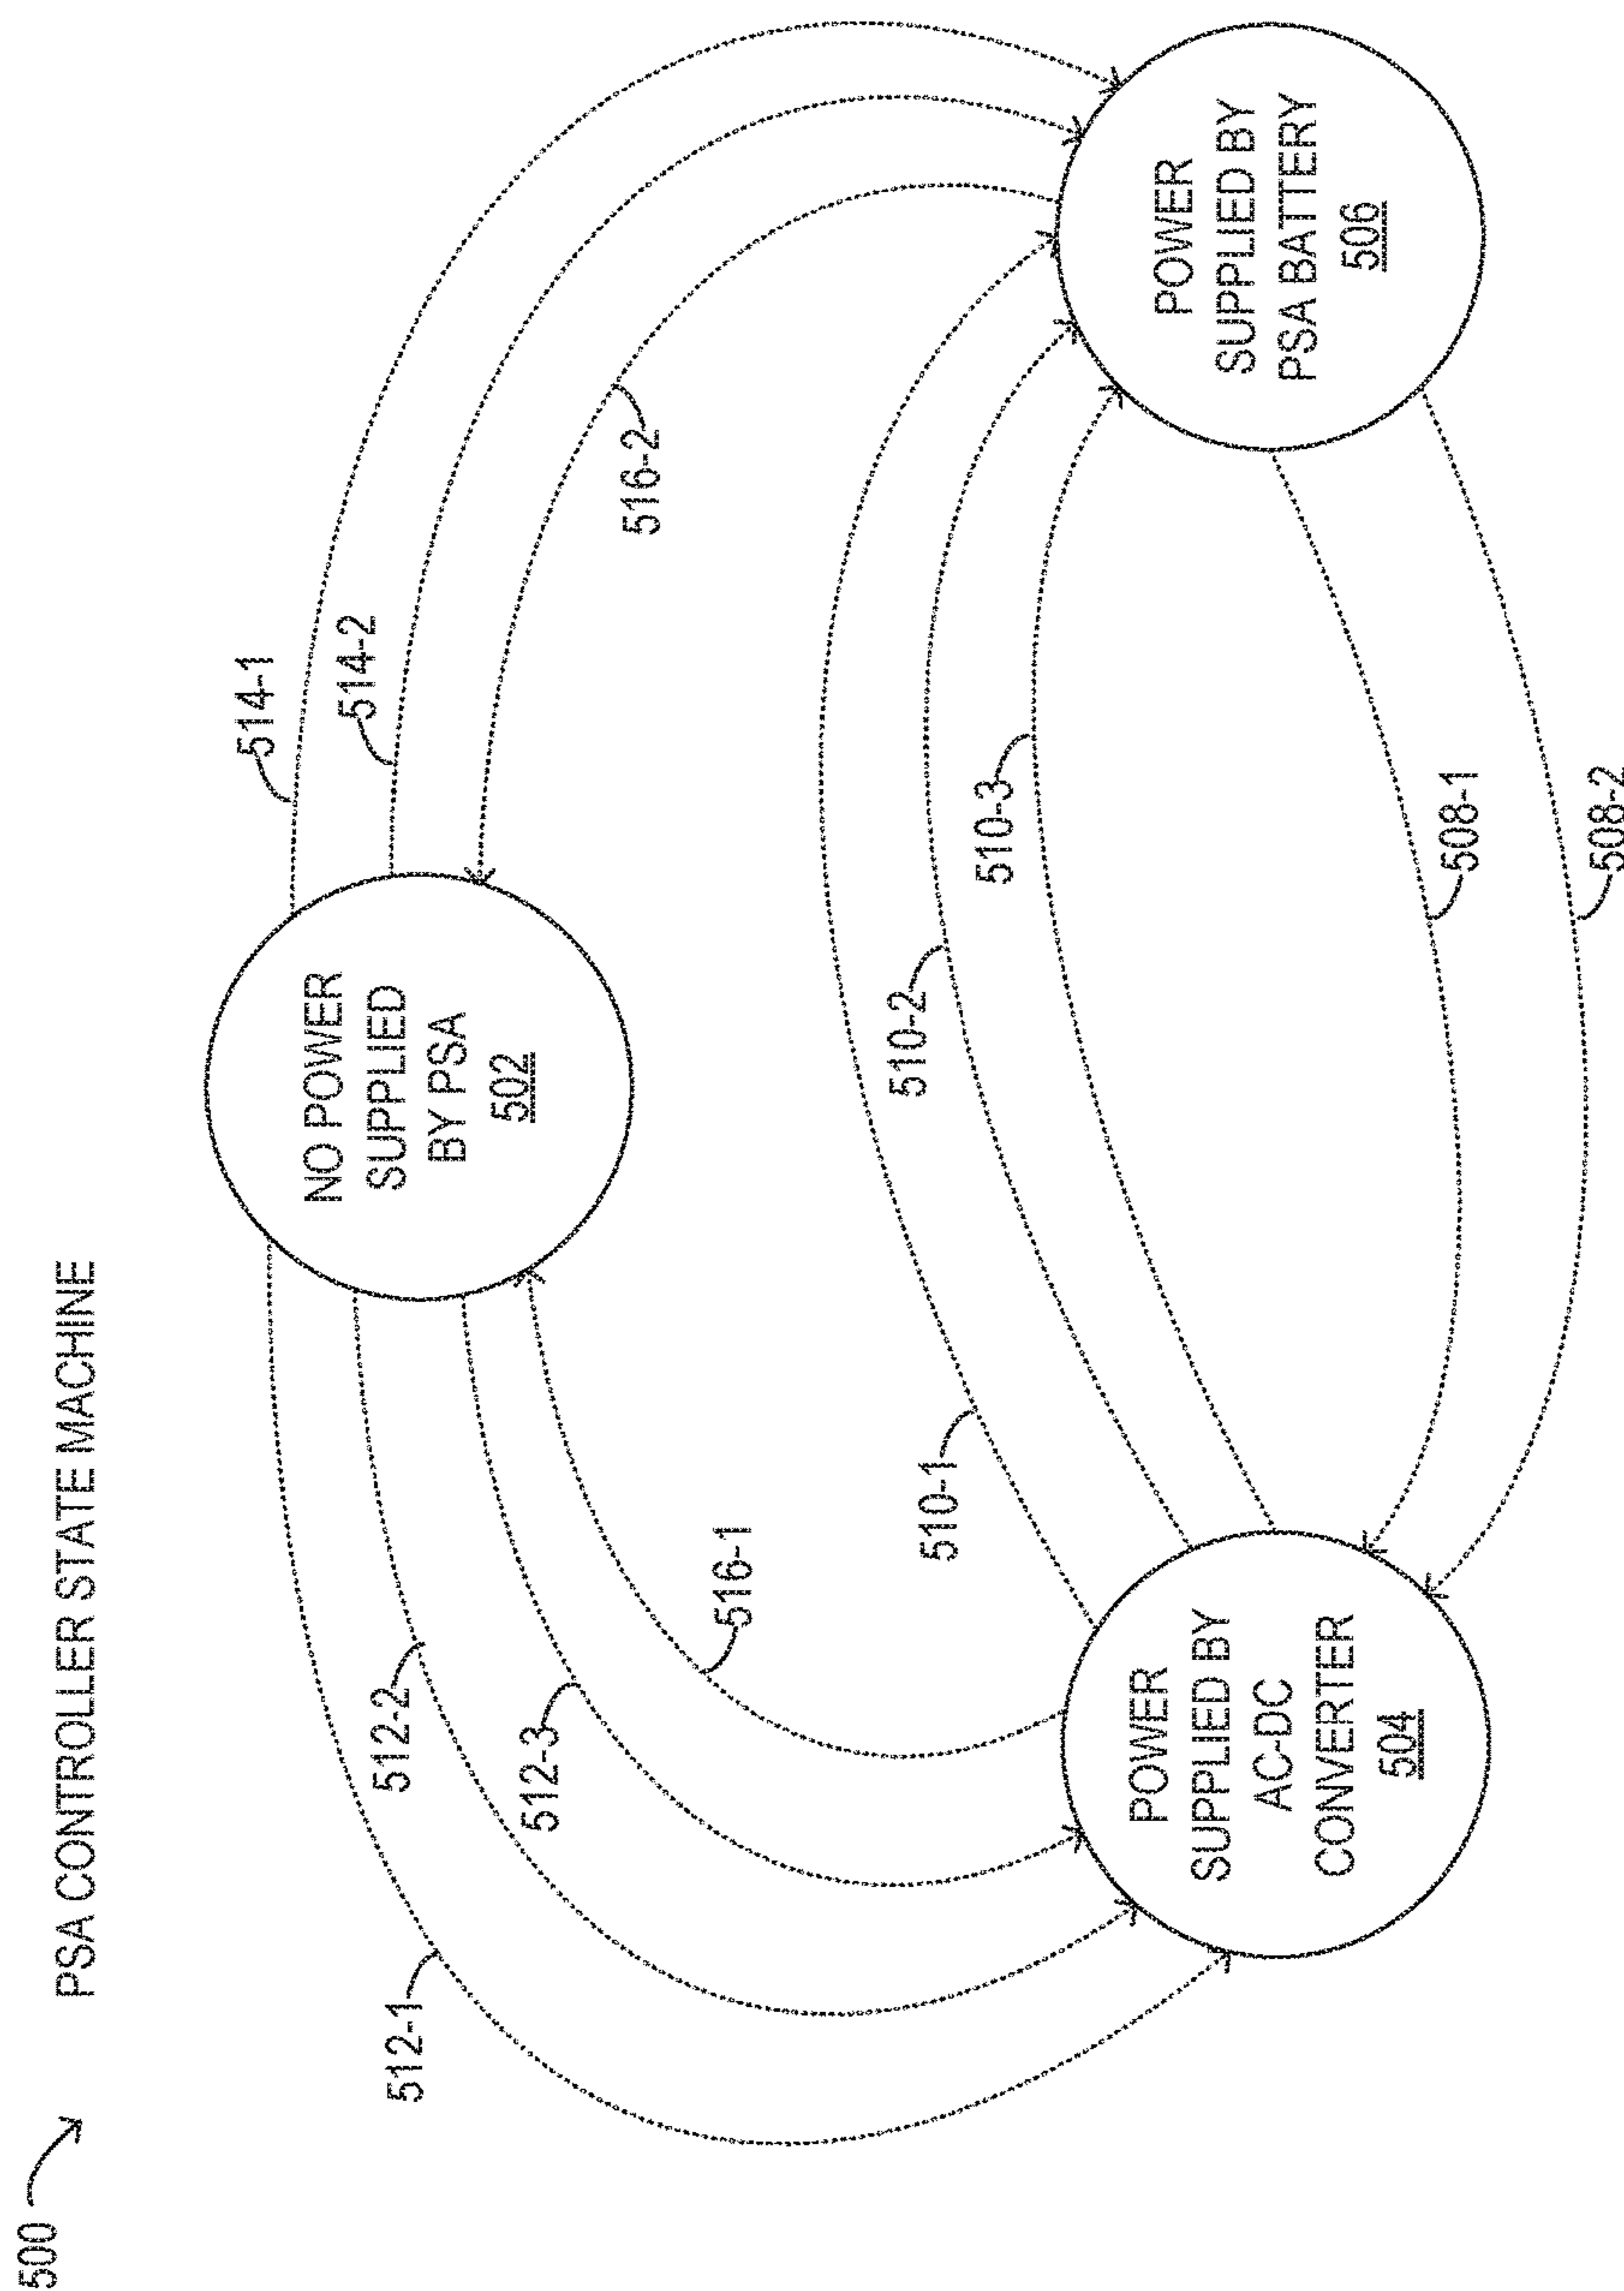 500
PSA CONTROLLER STATE MACHINE
514-1
514-2
NO POWER
SUPPLIED
BY PSA
502
512-1
512-2
512-3
516-2
516-1
510-1
510-2
510-3
POWER
SUPPLIED BY
AC-DC
CONVERTER
504
POWER
SUPPLIED BY
PSA BATTERY
506
508-1
508-2